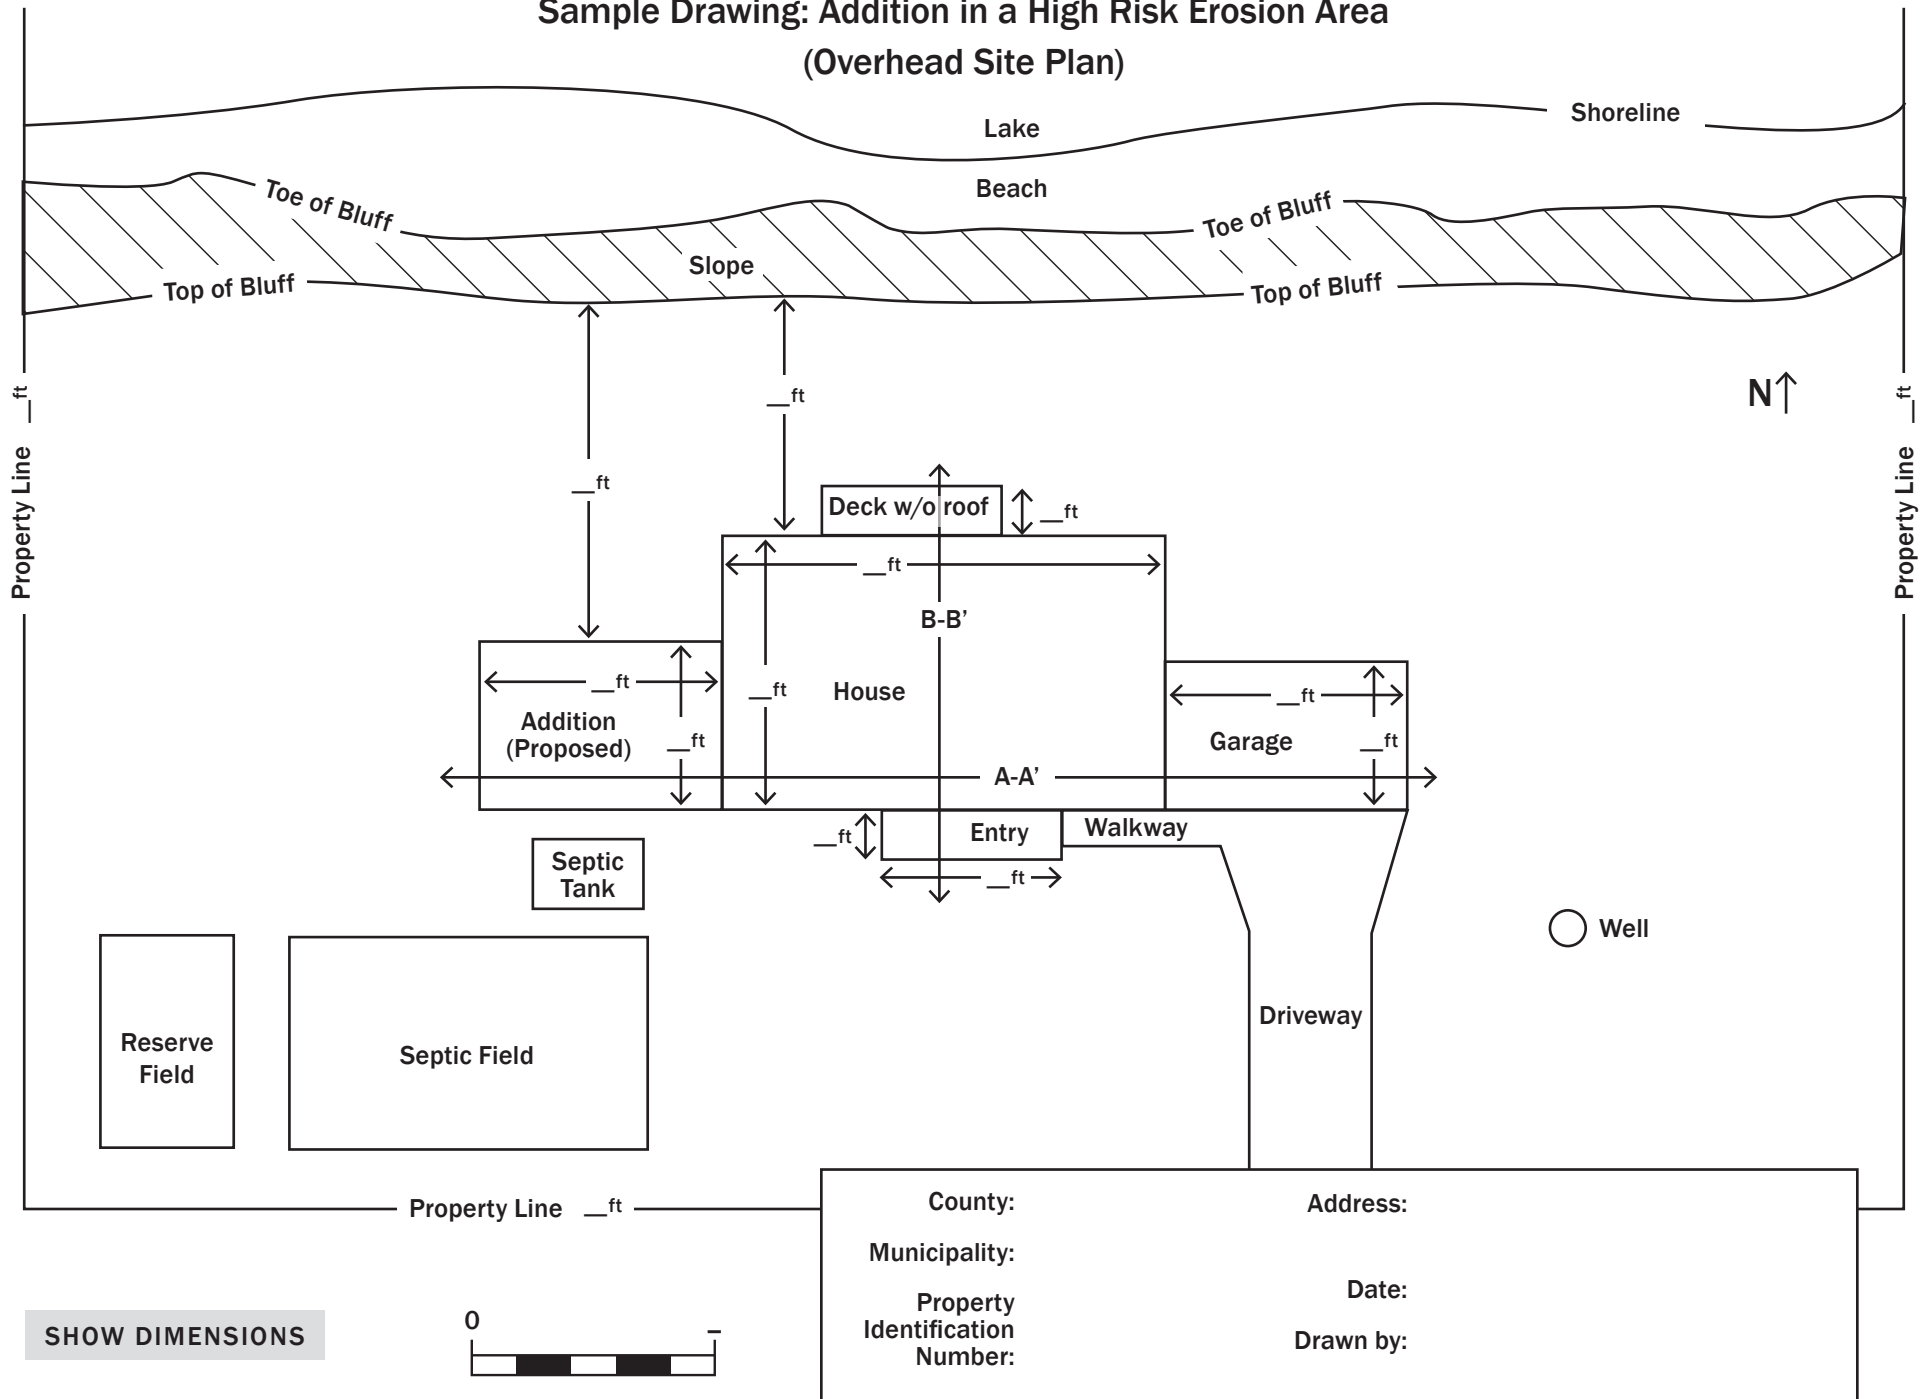 Sample Drawing: Addition in a High Risk Erosion Area
(Overhead Site Plan)
Lake
Shoreline
Beach
Toe of Bluff
Toe of Bluff
Slope
Top of Bluff
Top of Bluff
__ft
__ft
__ft
N
Property Line
Property Line
__ft
Deck w/o roof
__ft
__ft
B-B’
__ft
__ft
House
__ft
Addition
(Proposed)
__ft
Garage
__ft
A-A’
__ft
Entry
Walkway
__ft
Septic
Tank
Well
Driveway
Reserve
Field
Septic Field
Property Line __ft
County:
Address:
Municipality:
Date:
Property
Identification
Number:
Drawn by:
SHOW DIMENSIONS
0
_